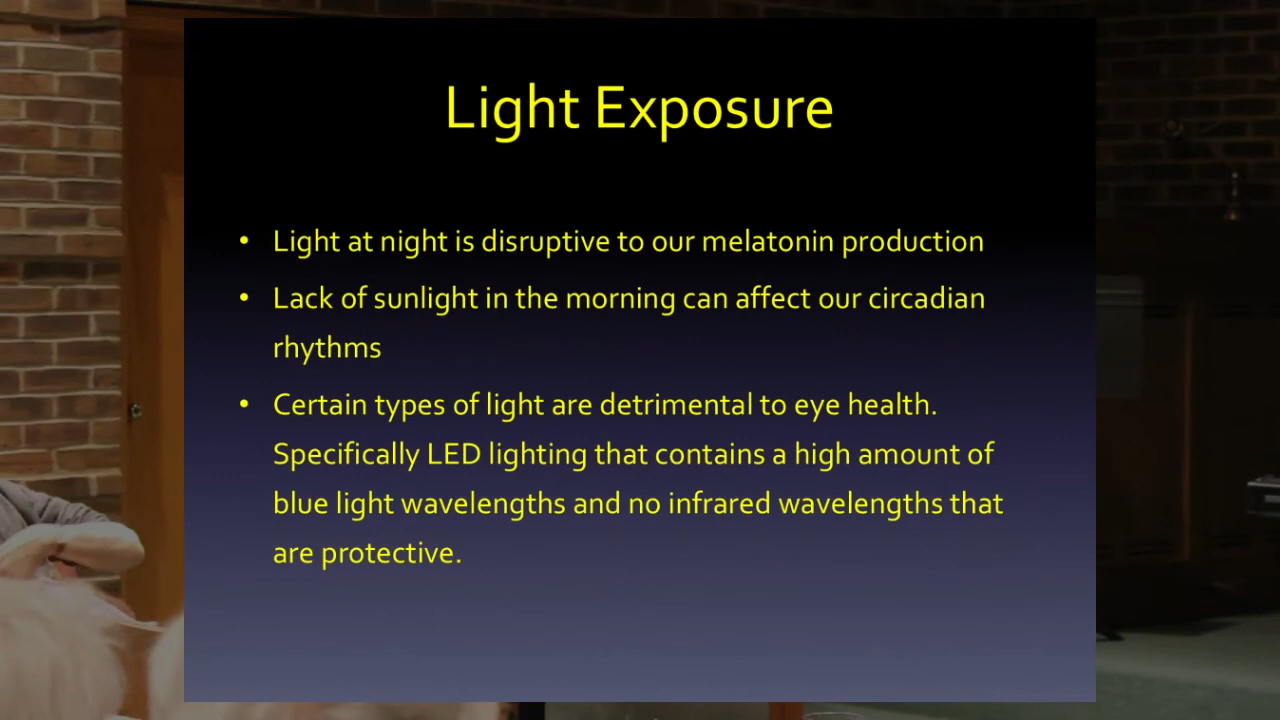 Light Exposure
• Light at night is disruptive to our melatonin production
• Lack of sunlight in the morning can affect our circadian
rhythms
• Certain types of light are detrimental to eye health.
Specifically LED lighting that contains a high amount of
blue light wavelengths and no infrared wavelengths that
are protective.